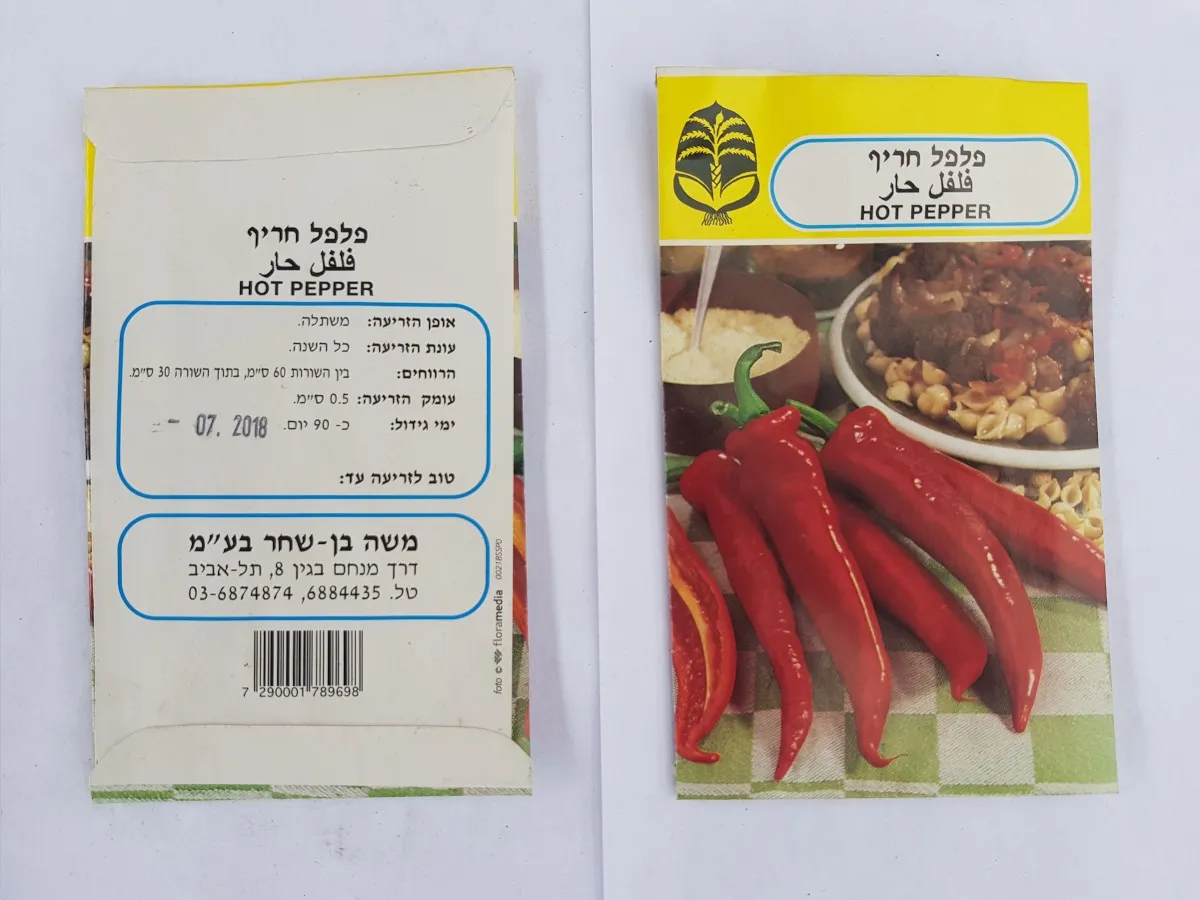 פלפל חריף
فلفل حار
HOT PEPPER
אופן הזריעה: משתלה.
עונת הזריעה: כל השנה.
הרווחים: בין השורות 60 ס״מ, בתוך השורה 30 ס״מ.
עומק הזריעה: 0.5 ס״מ.
ימי גידול: כ- 90 יום.
07. 2018
טוב לזריעה עד:
משה בן-שחר בע״מ
דרך מנחם בגין 8, תל-אביב
טל. 6884435, 03-6874874
7 290001 789698
foto © floramedia 00218SSPD
פלפל חריף
فلفل حار
HOT PEPPER